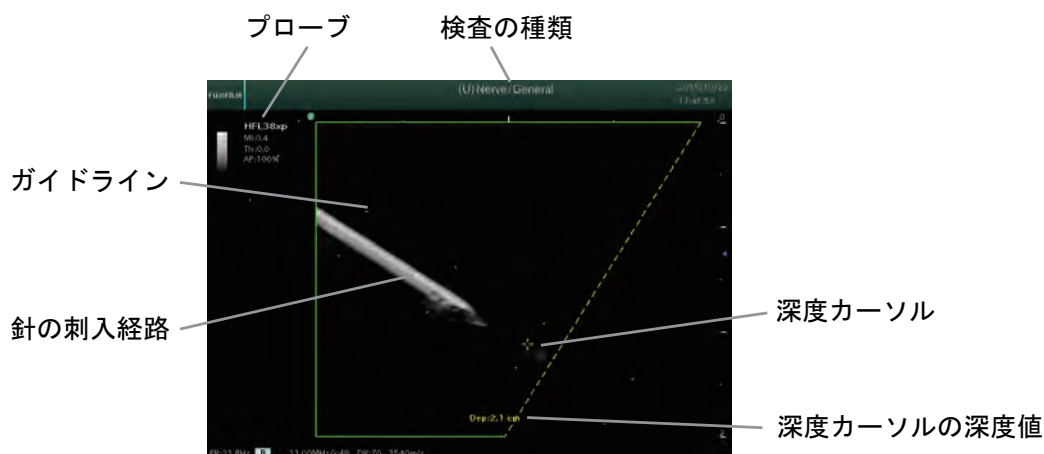 プローブ
検査の種類
FUJIFILM
(U) Nerve/General
HFL38xp
MI:0.4
TIs:0.0
AP:100%
0
ガイドライン
針の刺入経路
深度カーソル
Dep:2.1 cm
深度カーソルの深度値
2
B